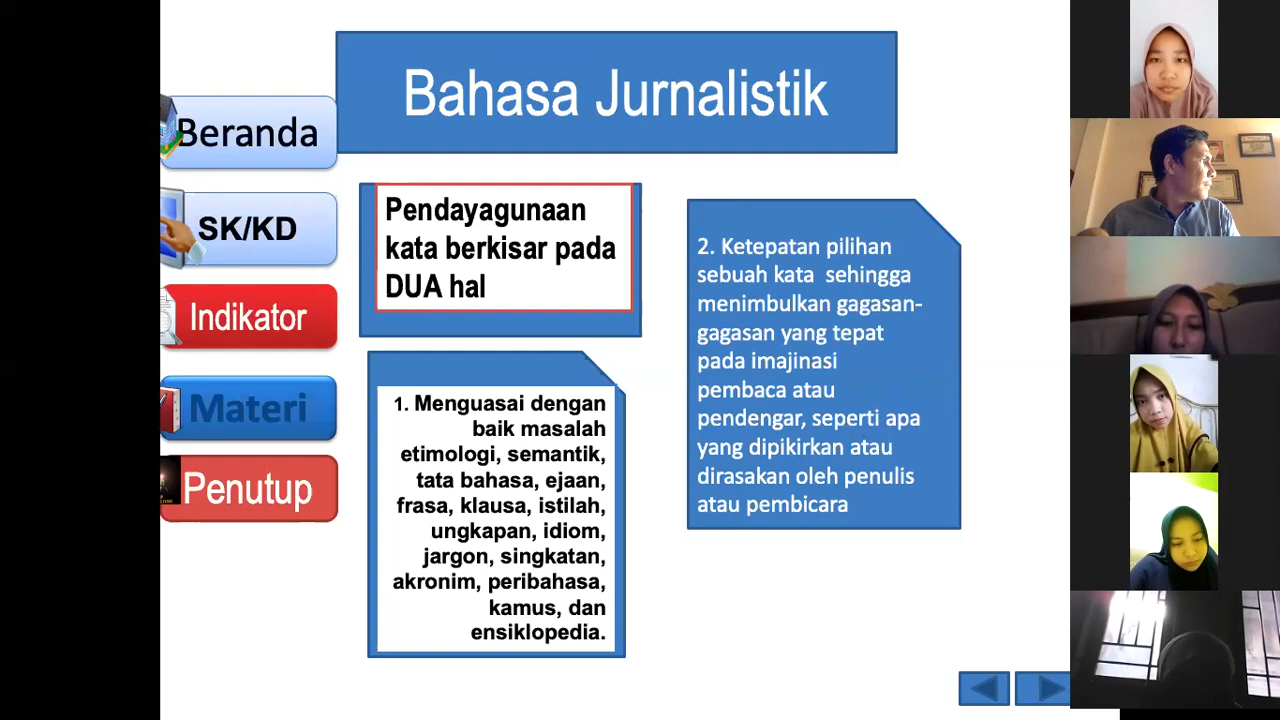 Bahasa Jurnalistik
Beranda
SK/KD
Indikator
Materi
Penutup
Pendayagunaan
kata berkisar pada
DUA hal
1. Menguasai dengan
baik masalah
etimologi, semantik,
tata bahasa, ejaan,
frasa, klausa, istilah,
ungkapan, idiom,
jargon, singkatan,
akronim, peribahasa,
kamus, dan
ensiklopedia.
2. Ketepatan pilihan
sebuah kata sehingga
menimbulkan gagasan-
gagasan yang tepat
pada imajinasi
pembaca atau
pendengar, seperti apa
yang dipikirkan atau
dirasakan oleh penulis
atau pembicara